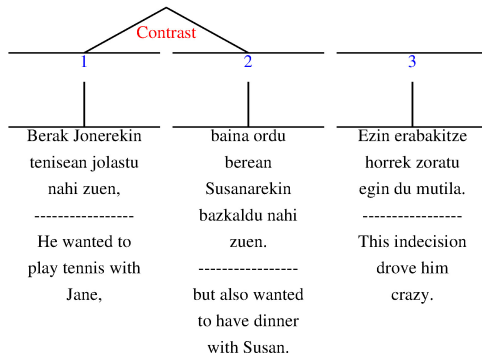 Contrast
1
2
3
Berak Jonerekin
tenisean jolastu
nahi zuen,
-----------------
He wanted to
play tennis with
Jane,
baina ordu
berean
Susanarekin
bazkaldu nahi
zuen.
-----------------
but also wanted
to have dinner
with Susan.
Ezin erabakitze
horrek zoratu
egin du mutila.
-----------------
This indecision
drove him
crazy.